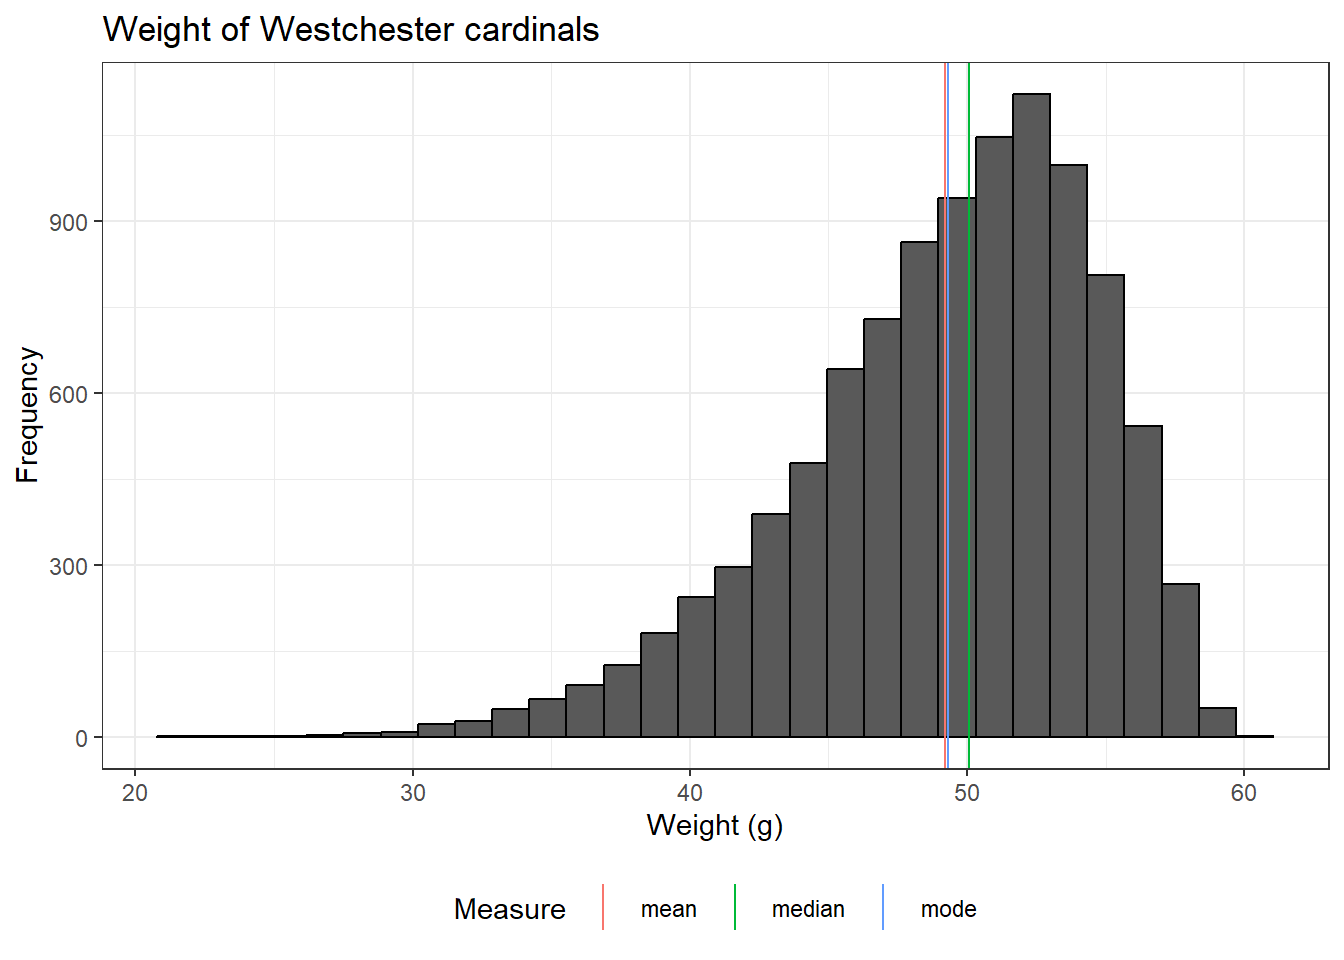 Weight of Westchester cardinals
Frequency
900
600
300
0
20 30 40 50 60
Weight (g)
Measure mean median mode